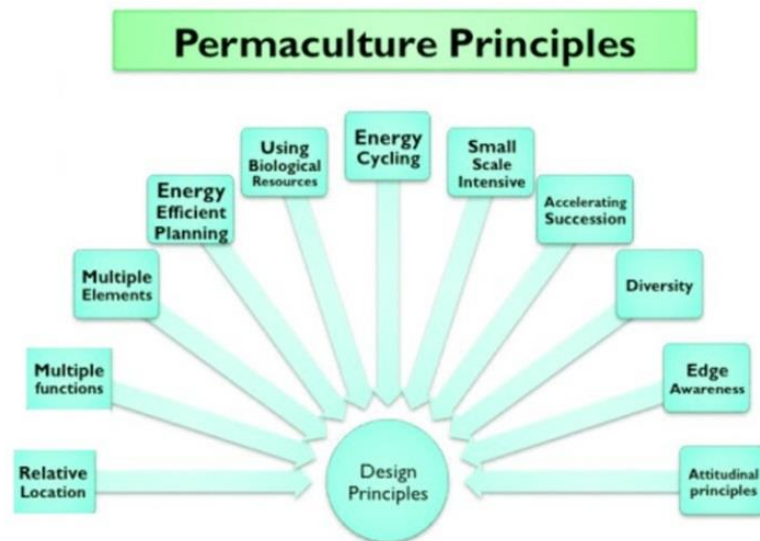 Permaculture Principles
Energy
Cycling
Using
Biological
Resources
Small
Scale
Intensive
Energy
Efficient
Planning
Accelerating
Succession
Multiple
Elements
Diversity
Multiple
functions
Edge
Awareness
Relative
Location
Design
Principles
Attitudinal
principles